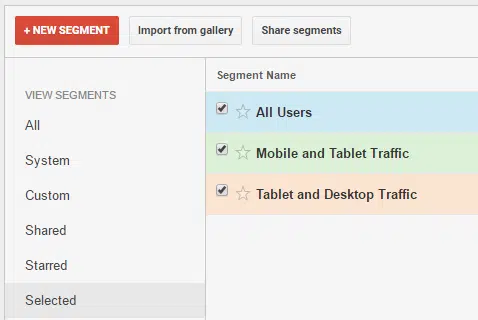 + NEW SEGMENT
Import from gallery
Share segments
VIEW SEGMENTS
All
System
Custom
Shared
Starred
Selected
Segment Name
All Users
Mobile and Tablet Traffic
Tablet and Desktop Traffic